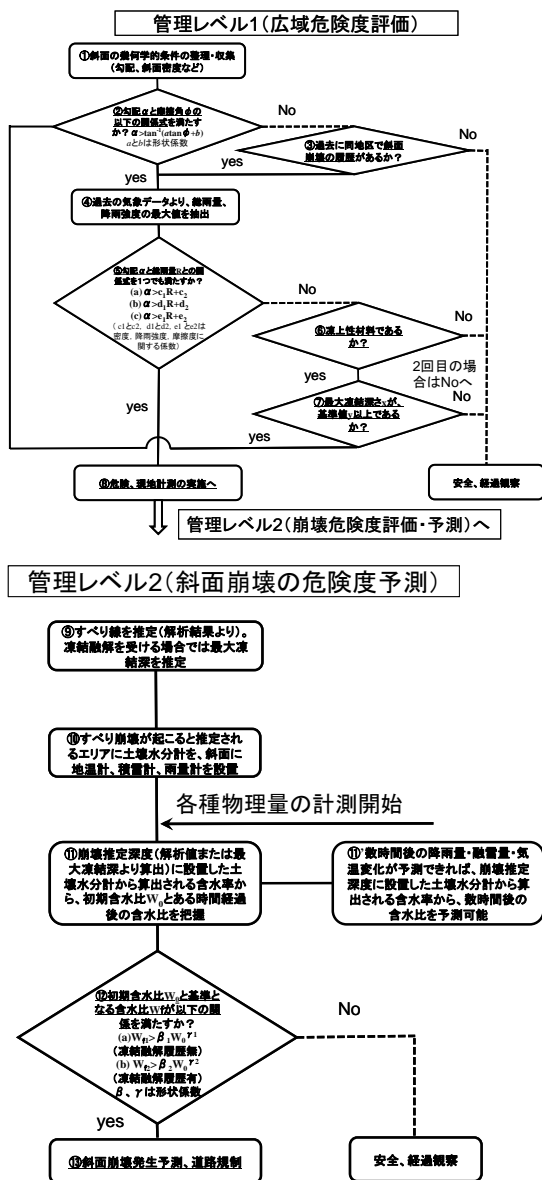 管理レベル1（広域危険度評価）
①斜面の幾何学的条件の整理・収集
（勾配、斜面密度など）
②勾配αと摩擦角φの
以下の関係式を満たす
か？α>tan⁻¹(atanφ+b)
aとbは形状係数
No
③過去に同地区で斜面
崩壊の履歴があるか？
No
yes
yes
④過去の気象データより、総雨量、
降雨強度の最大値を抽出
⑤勾配αと総雨量Rとの関
係式を1つでも満たすか？
(a) α>c₁R+c₂
(b) α>d₁R+d₂
(c) α>e₁R+e₂
（c1とc2, d1とd2, e1とe2は
密度, 降雨強度, 摩擦度に
関する係数）
No
⑥凍上性材料である
か？
No
2回目の場
合はNoへ
yes
⑦最大凍結深さxが、
基準値y以上である
か？
No
yes
yes
⑧危険、現地計測の実施へ
安全、経過観察
管理レベル2（崩壊危険度評価・予測）へ
管理レベル2（斜面崩壊の危険度予測）
⑨すべり線を推定（解析結果より）。
凍結融解を受ける場合では最大凍
結深を推定
⑩すべり崩壊が起こると推定され
るエリアに土壌水分計を、斜面に
地温計、積雪計、雨量計を設置
各種物理量の計測開始
⑪崩壊推定深度（解析値または最
大凍結深より算出）に設置した土
壌水分計から算出される含水率か
ら、初期含水比W₀とある時間経過
後の含水比を把握
⑪’数時間後の降雨量・融雪量・気
温変化が予測できれば、崩壊推定
深度に設置した土壌水分計から算
出される含水率から、数時間後の
含水比を予測可能
⑫初期含水比W₀と基準と
なる含水比Wfが以下の関
係を満たすか？
(a)W_f1>β₁W₀^γ1
（凍結融解履歴無）
(b) W_f2>β₂W₀^γ2
（凍結融解履歴有）
β、γは形状係数
No
yes
⑬斜面崩壊発生予測、道路規制
安全、経過観察